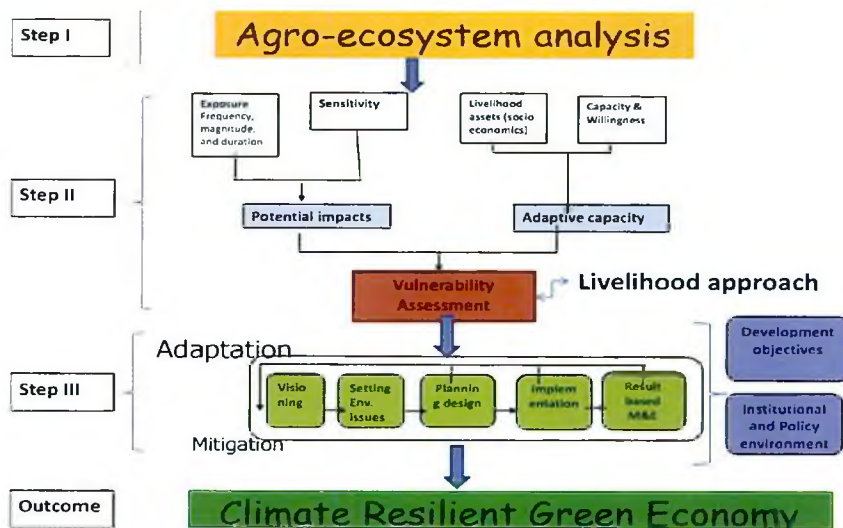 Step I
Agro-ecosystem analysis
Exposure
Frequency,
magnitude,
and duration
Sensitivity
Livelihood
assets (socio
economics)
Capacity &
Willingness
Step II
Potential impacts
Adaptive capacity
Vulnerability
Assessment
Livelihood approach
Development
objectives
Adaptation
Step III
Visio
ning
Setting
Env.
issues
Plannin
g design
Implem
entation
Result
based
M&E
Institutional
and Policy
environment
Mitigation
Outcome
Climate Resilient Green Economy